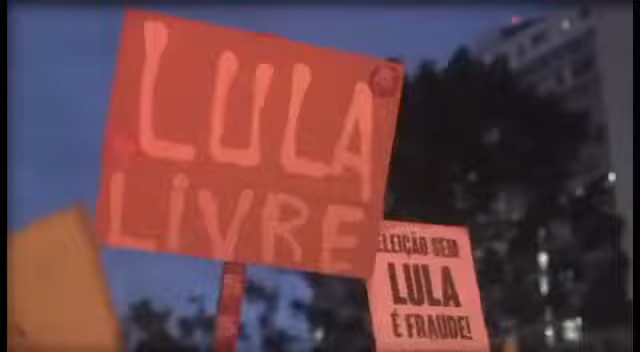 LULA
LIVRE
ELEIÇÃO SEM
LULA
É FRAUDE!